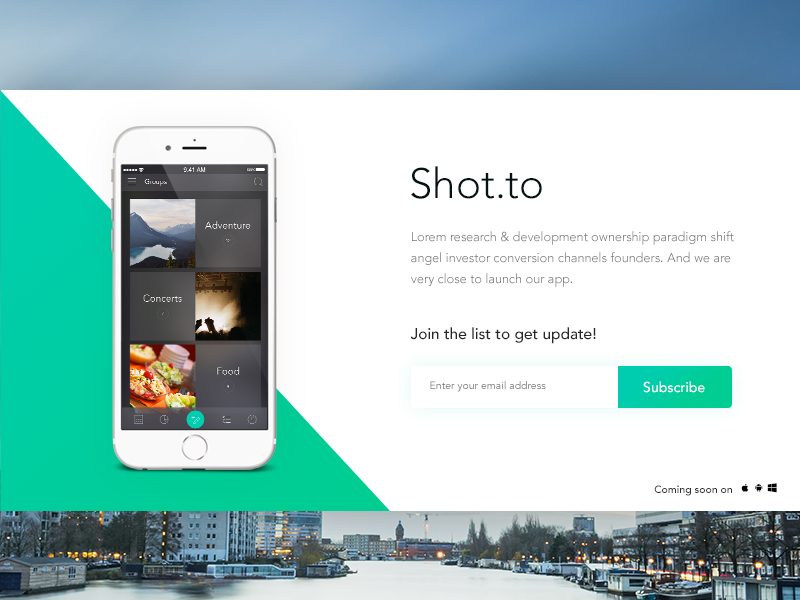 9:41 AM
Groups
Adventure
Concerts
Food
Shot.to
Lorem research & development ownership paradigm shift
angel investor conversion channels founders. And we are
very close to launch our app.
Join the list to get update!
Enter your email address
Subscribe
Coming soon on